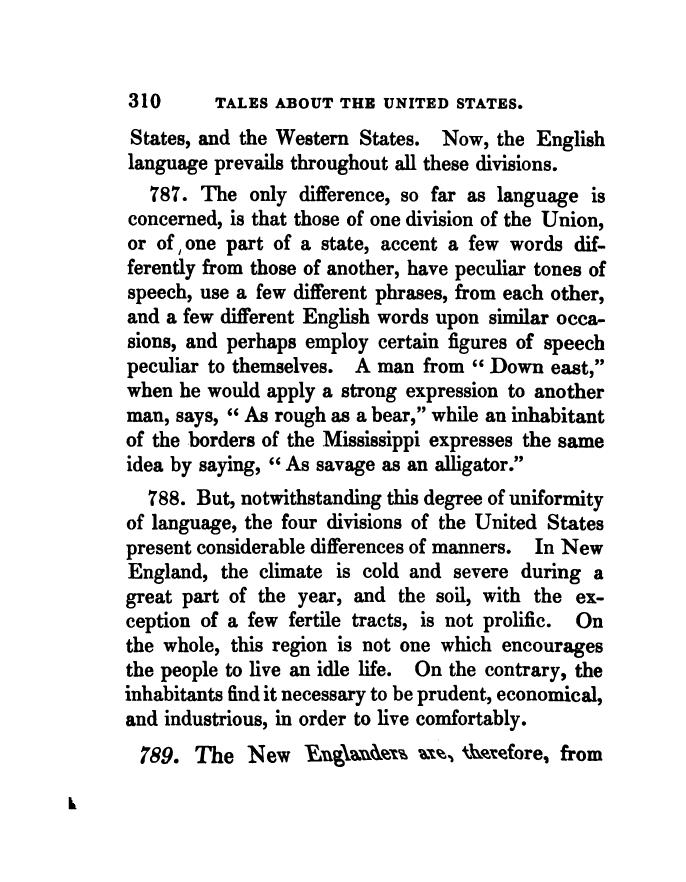 310 TALES ABOUT THE UNITED STATES.
States, and the Western States. Now, the English
language prevails throughout all these divisions.
787. The only difference, so far as language is
concerned, is that those of one division of the Union,
or of, one part of a state, accent a few words dif-
ferently from those of another, have peculiar tones of
speech, use a few different phrases, from each other,
and a few different English words upon similar occa-
sions, and perhaps employ certain figures of speech
peculiar to themselves. A man from “ Down east,”
when he would apply a strong expression to another
man, says, “ As rough as a bear,” while an inhabitant
of the borders of the Mississippi expresses the same
idea by saying, “ As savage as an alligator.”
788. But, notwithstanding this degree of uniformity
of language, the four divisions of the United States
present considerable differences of manners. In New
England, the climate is cold and severe during a
great part of the year, and the soil, with the ex-
ception of a few fertile tracts, is not prolific. On
the whole, this region is not one which encourages
the people to live an idle life. On the contrary, the
inhabitants find it necessary to be prudent, economical,
and industrious, in order to live comfortably.
789. The New Englanders are, therefore, from